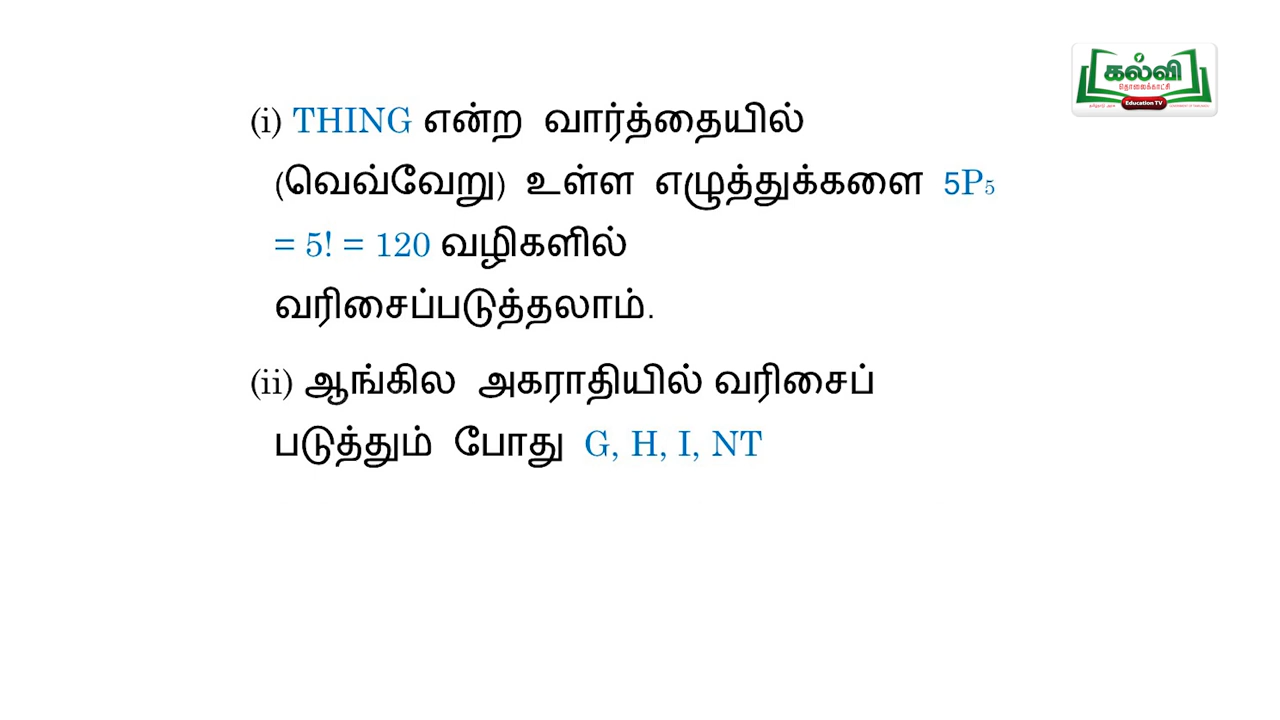 கல்வி
தொலைக்காட்சி
Education TV
(i) THING என்ற வார்த்தையில்
(வெவ்வேறு) உள்ள எழுத்துக்களை 5P₅
= 5! = 120 வழிகளில்
வரிசைப்படுத்தலாம்.
(ii) ஆங்கில அகராதியில் வரிசைப்
படுத்தும் போது G, H, I, NT